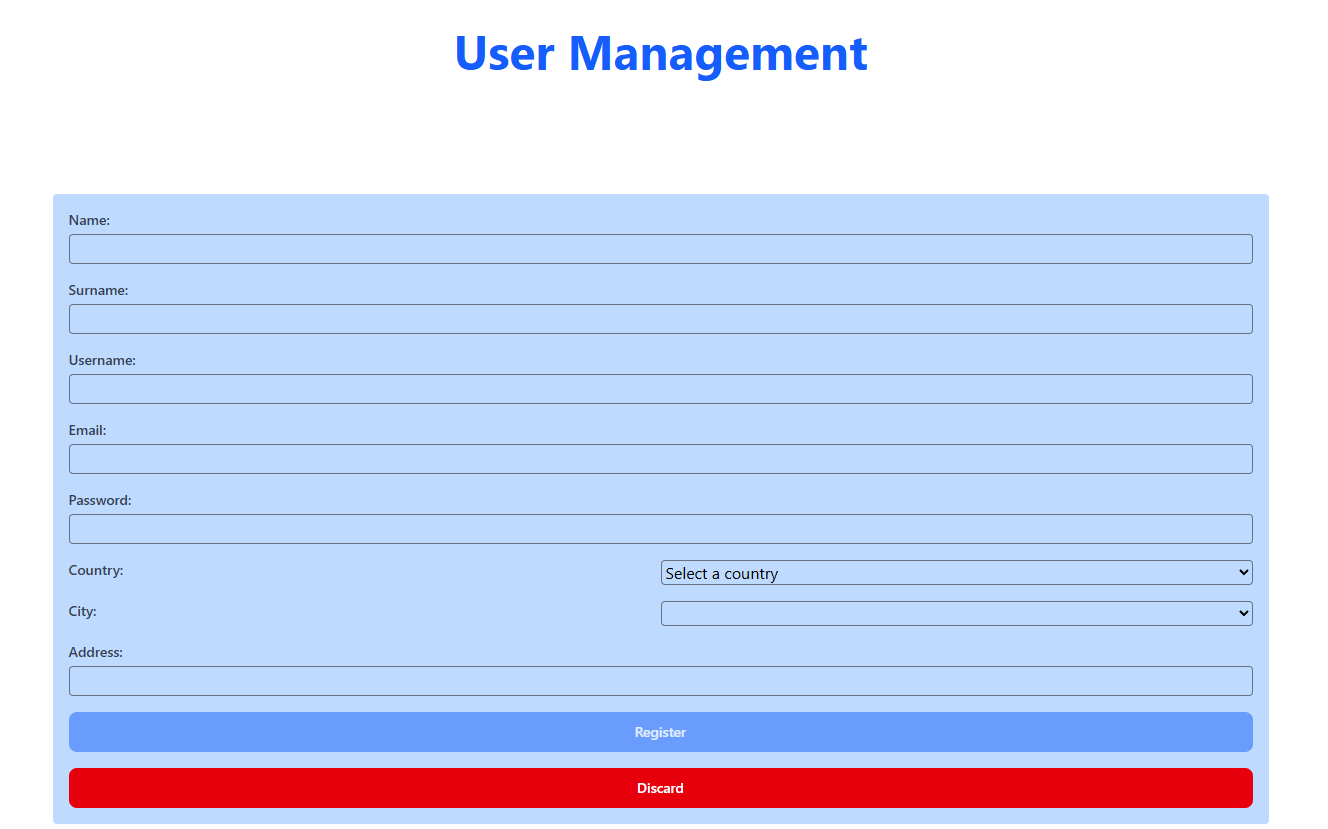 User Management
Name:
Surname:
Username:
Email:
Password:
Country:
Select a country
City:
Address:
Register
Discard